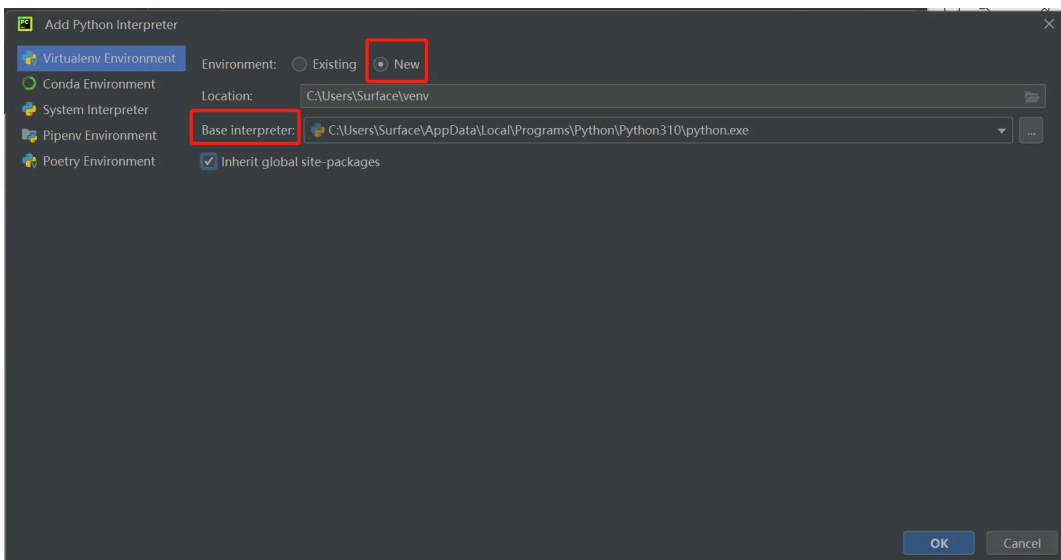 Add Python Interpreter
Virtualenv Environment
Conda Environment
System Interpreter
Pipenv Environment
Poetry Environment
Environment: Existing New
Location: C:\Users\Surface\venv
Base interpreter: C:\Users\Surface\AppData\Local\Programs\Python\Python310\python.exe
...
Inherit global site-packages
OK Cancel